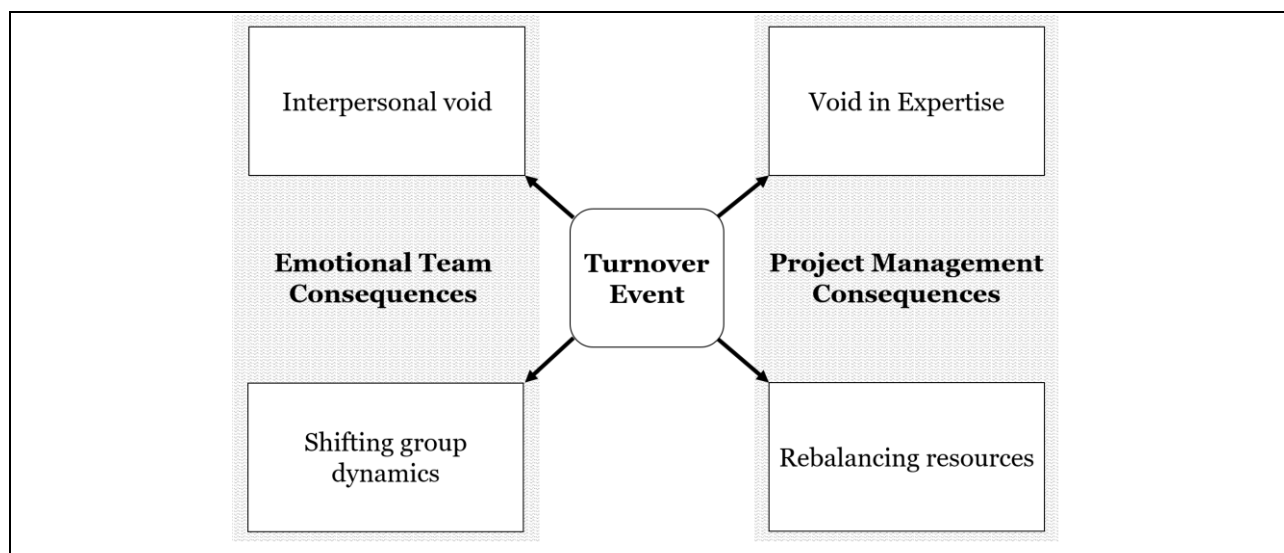 Interpersonal void
Void in Expertise
Emotional Team
Consequences
Turnover
Event
Project Management
Consequences
Shifting group
dynamics
Rebalancing resources